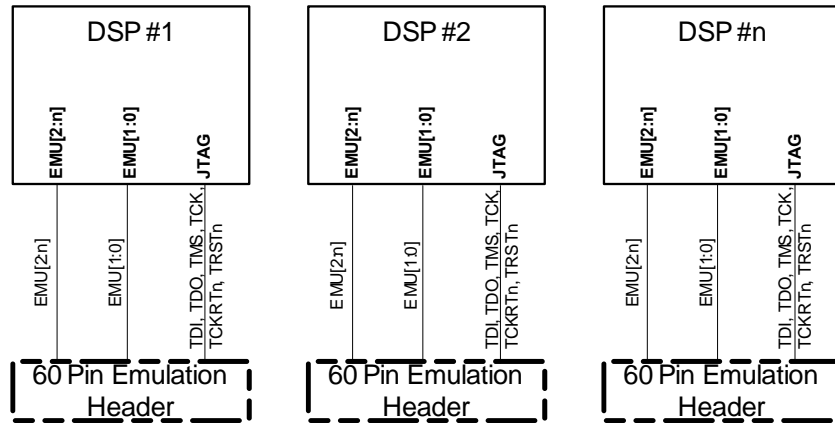 DSP #1
EMU[2:n]
EMU[1:0]
JTAG
EMU[2:n]
EMU[1:0]
TDI, TDO, TMS, TCK,
TCKRTn, TRSTn
60 Pin Emulation
Header
DSP #2
EMU[2:n]
EMU[1:0]
JTAG
EMU[2:n]
EMU[1:0]
TDI, TDO, TMS, TCK,
TCKRTn, TRSTn
60 Pin Emulation
Header
DSP #n
EMU[2:n]
EMU[1:0]
JTAG
EMU[2:n]
EMU[1:0]
TDI, TDO, TMS, TCK,
TCKRTn, TRSTn
60 Pin Emulation
Header